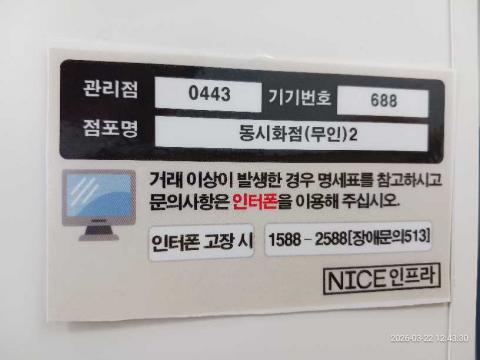 관리점 0443 기기번호 688
점포명 동시화점(무인)2
거래 이상이 발생한 경우 명세표를 참고하시고
문의사항은 인터폰을 이용해 주십시오.
인터폰 고장 시 1588-2588[장애문의513]
NICE인프라
2026-03-22 12:43:30